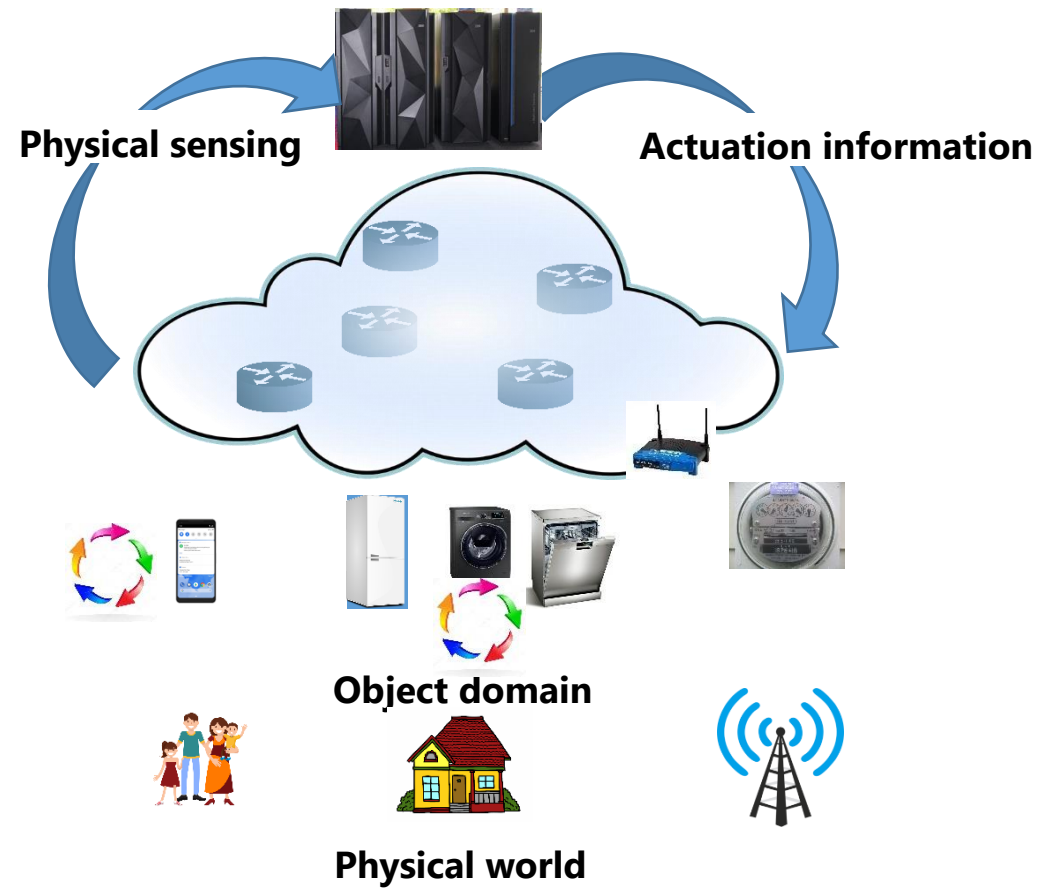 Physical sensing
Actuation information
Object domain
Physical world